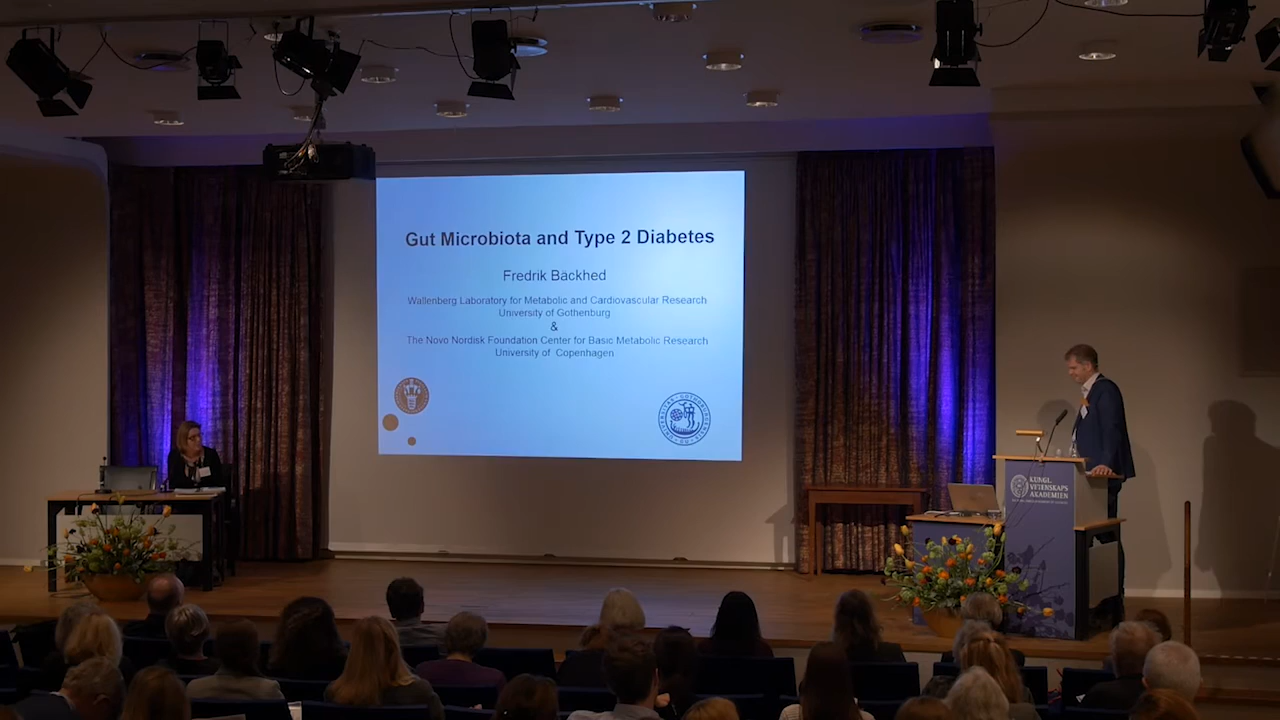 Gut Microbiota and Type 2 Diabetes
Fredrik Backhed
Wallenberg Laboratory for Metabolic and Cardiovascular Research
University of Gothenburg
&
The Novo Nordisk Foundation Center for Basic Metabolic Research
University of Copenhagen
KUNGL.
VETENSKAPS
AKADEMIEN